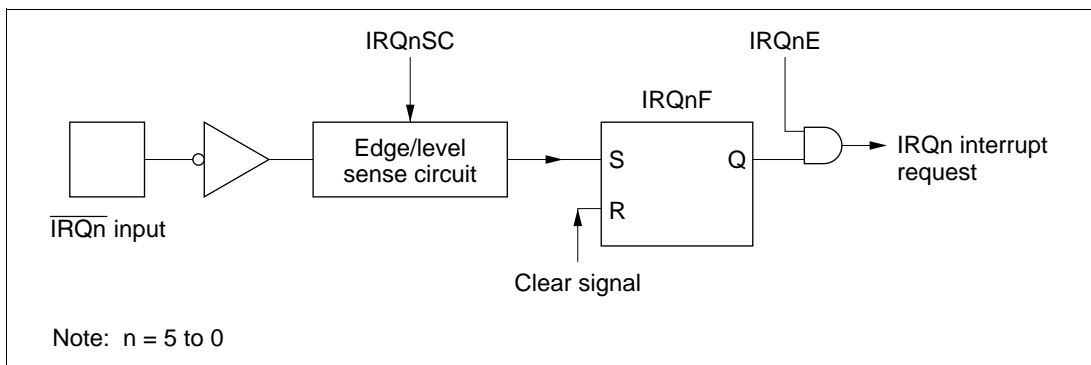 IRQnSC
IRQnE
IRQnF
Edge/level
sense circuit
S
Q
R
IRQn interrupt
request
IRQn input
Clear signal
Note: n = 5 to 0